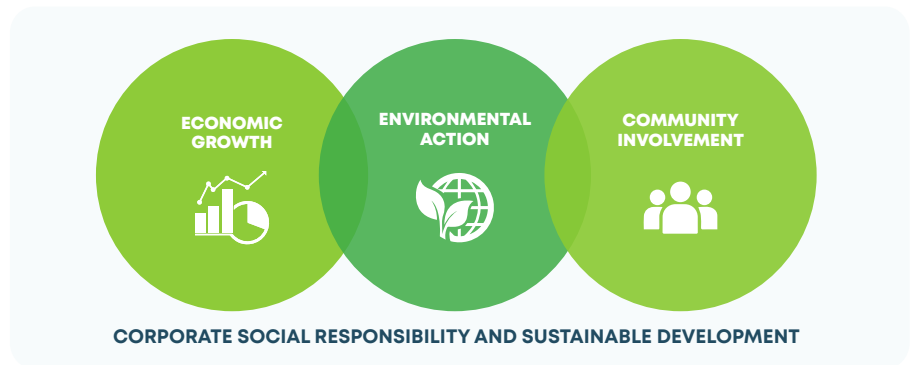 ECONOMIC
GROWTH
ENVIRONMENTAL
ACTION
COMMUNITY
INVOLVEMENT
CORPORATE SOCIAL RESPONSIBILITY AND SUSTAINABLE DEVELOPMENT